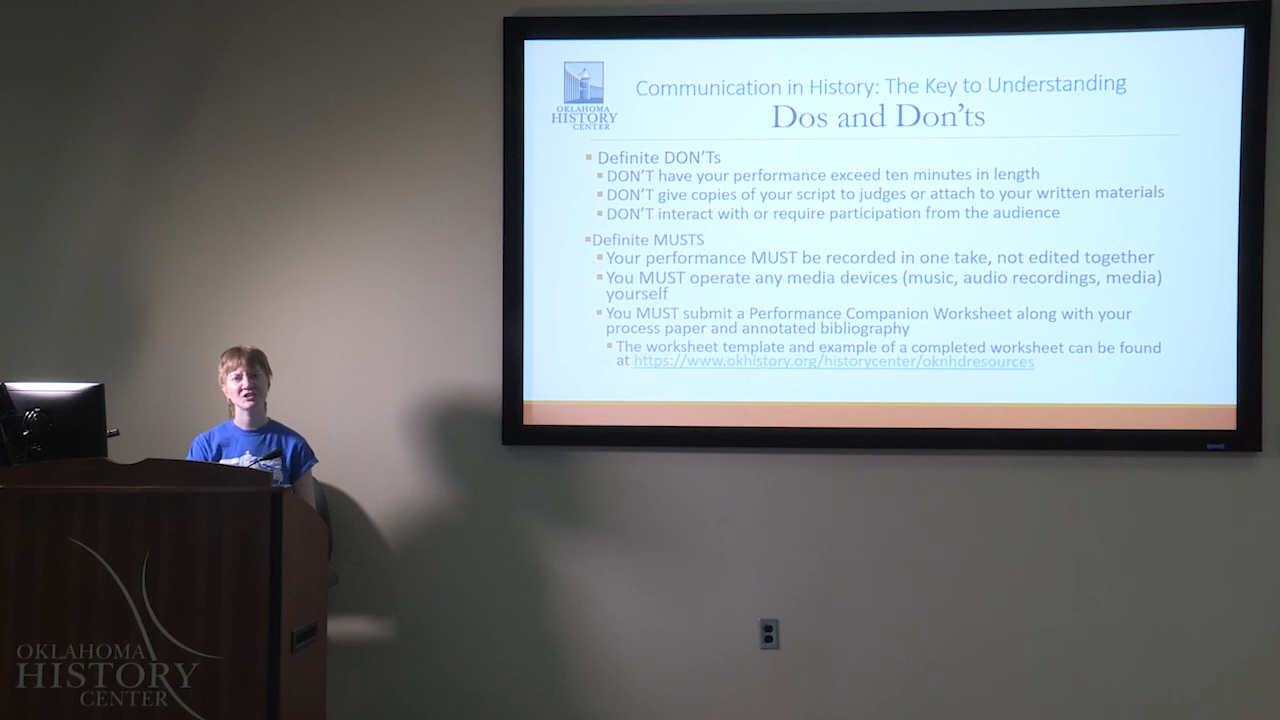 OKLAHOMA
HISTORY
CENTER
Communication in History: The Key to Understanding
Dos and Don'ts
Definite DON'Ts
DON'T have your performance exceed ten minutes in length
DON'T give copies of your script to judges or attach to your written materials
DON'T interact with or require participation from the audience
Definite MUSTS
Your performance MUST be recorded in one take, not edited together
You MUST operate any media devices (music, audio recordings, media)
yourself
You MUST submit a Performance Companion Worksheet along with your
process paper and annotated bibliography
The worksheet template and example of a completed worksheet can be found
at https://www.okhistory.org/historycenter/oknhdresources
OKLAHOMA
HISTORY
CENTER